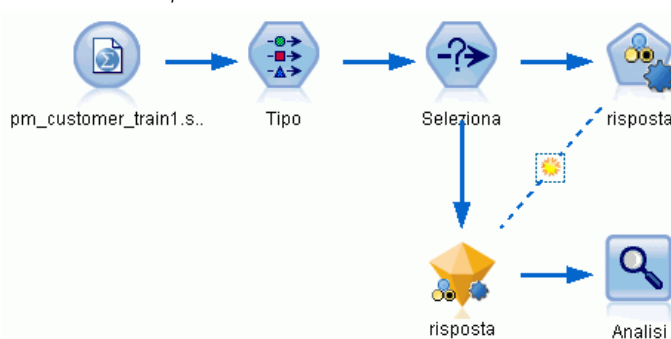 pm_customer_train1.s..
Tipo
Seleziona
risposta
risposta
Analisi